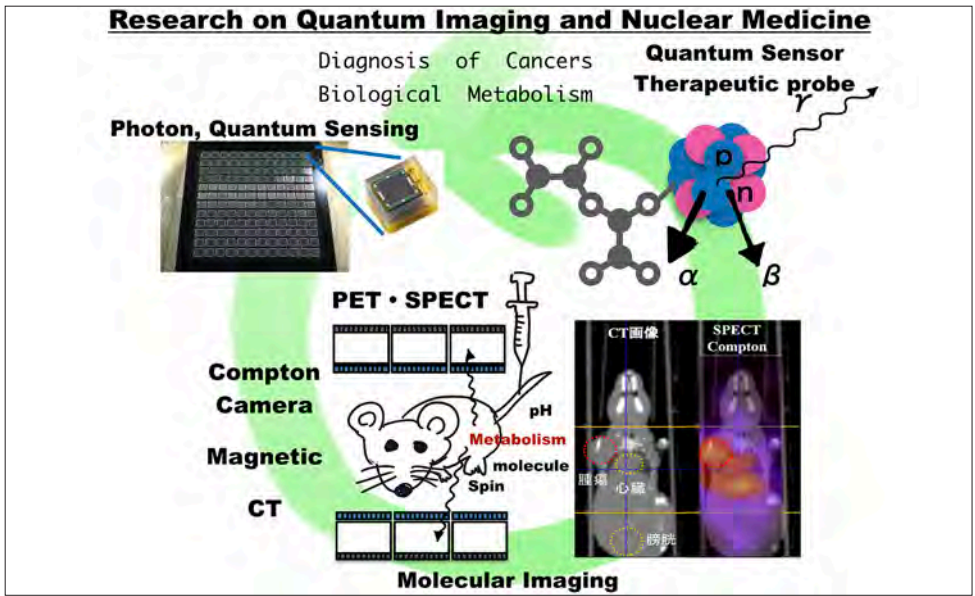 Research on Quantum Imaging and Nuclear Medicine
Diagnosis of Cancers
Biological Metabolism
Quantum Sensor
Therapeutic probe
γ
Photon, Quantum Sensing
p
n
α
β
PET・SPECT
Compton
Camera
Magnetic
CT
pH
Metabolism
molecule
Spin
CT画像
SPECT
Compton
腫瘍
心臓
膀胱
Molecular Imaging